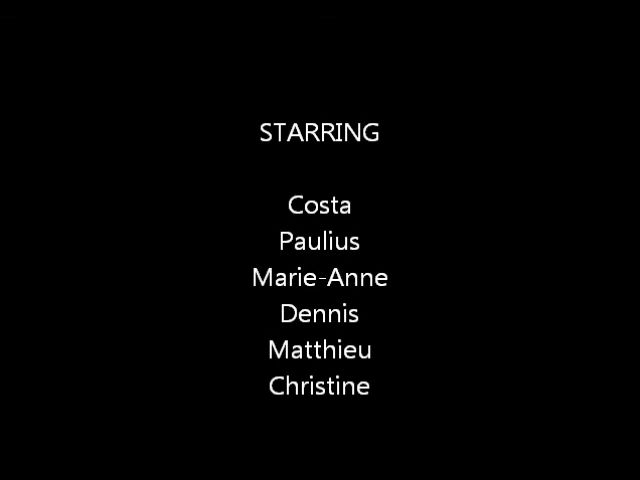 STARRING
Costa
Paulius
Marie-Anne
Dennis
Matthieu
Christine